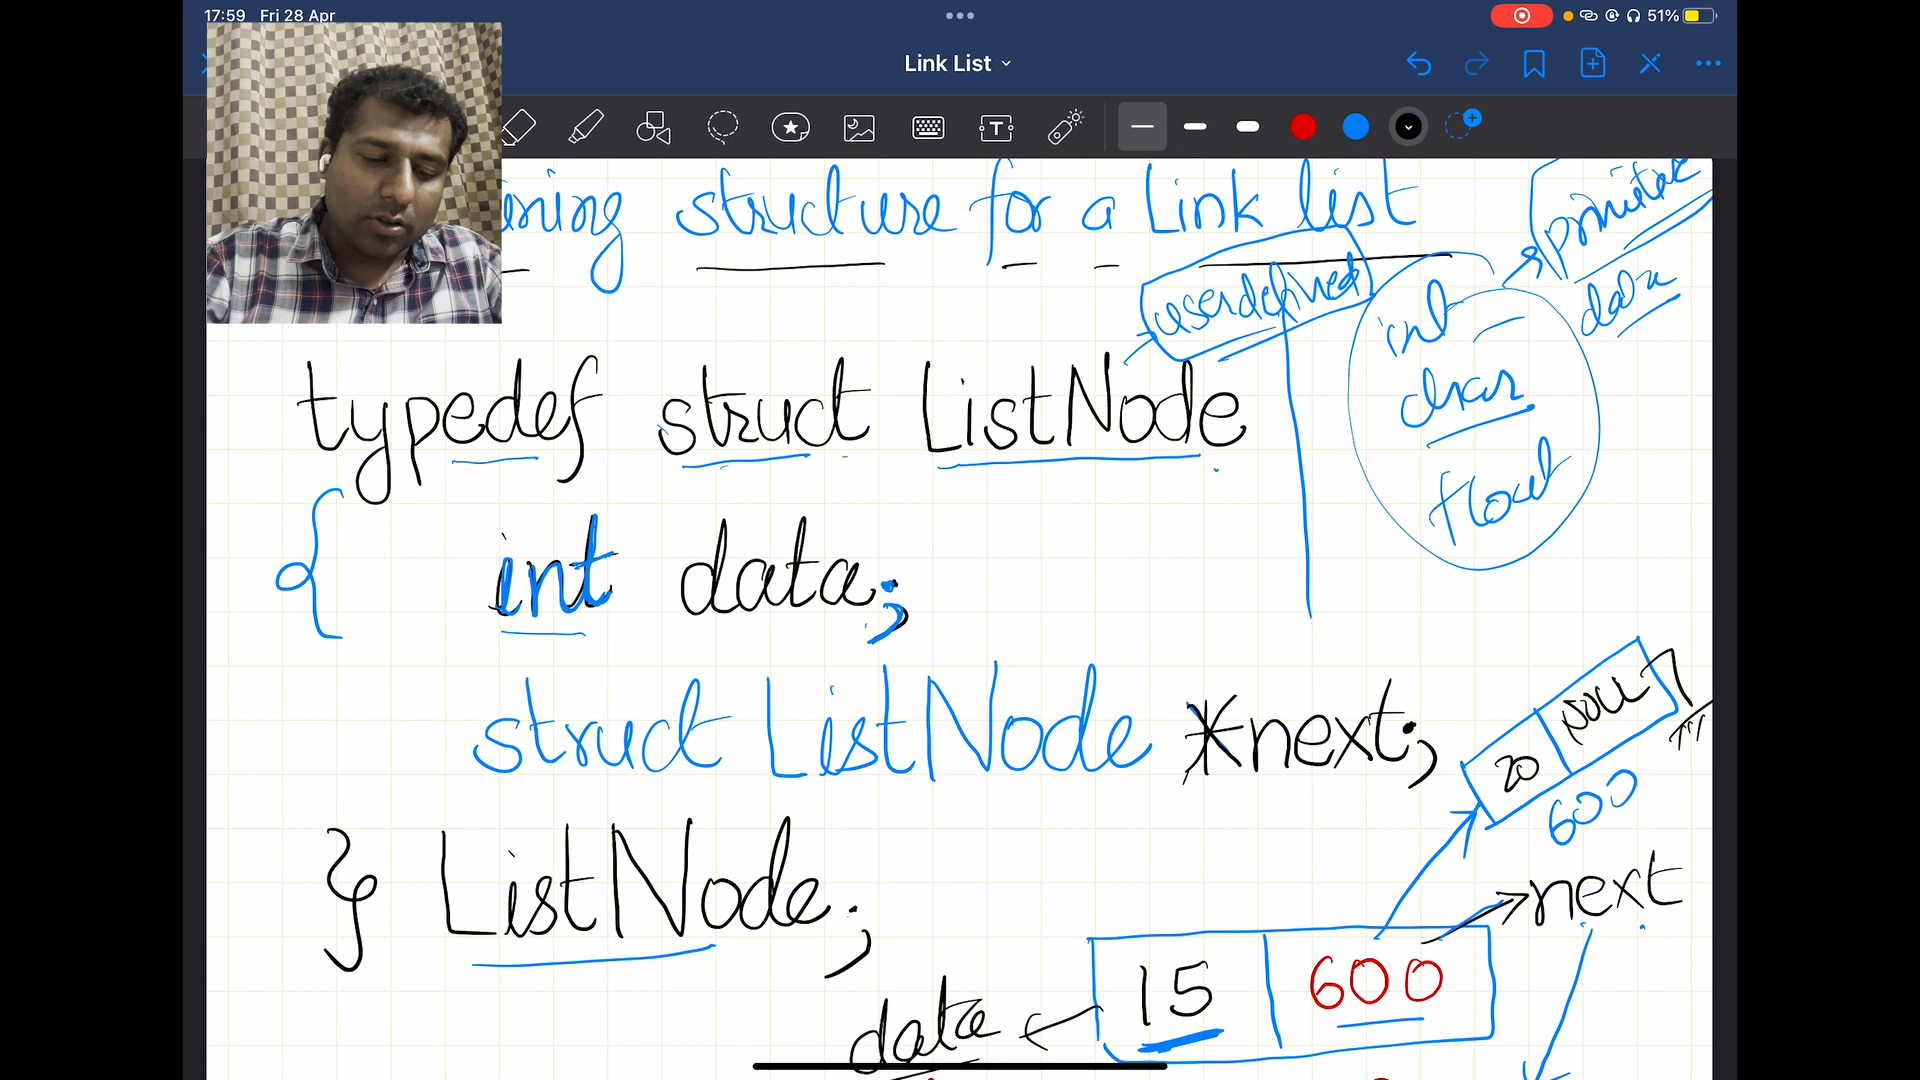 17:59 Fri 28 Apr
51%
Link List
T
ining structure for a Link list
primitive
data
userdefined
int
char
float
typedef struct ListNode
{
int data;
struct ListNode *next;
20 NULL
600
} ListNode;
next
15 600
data